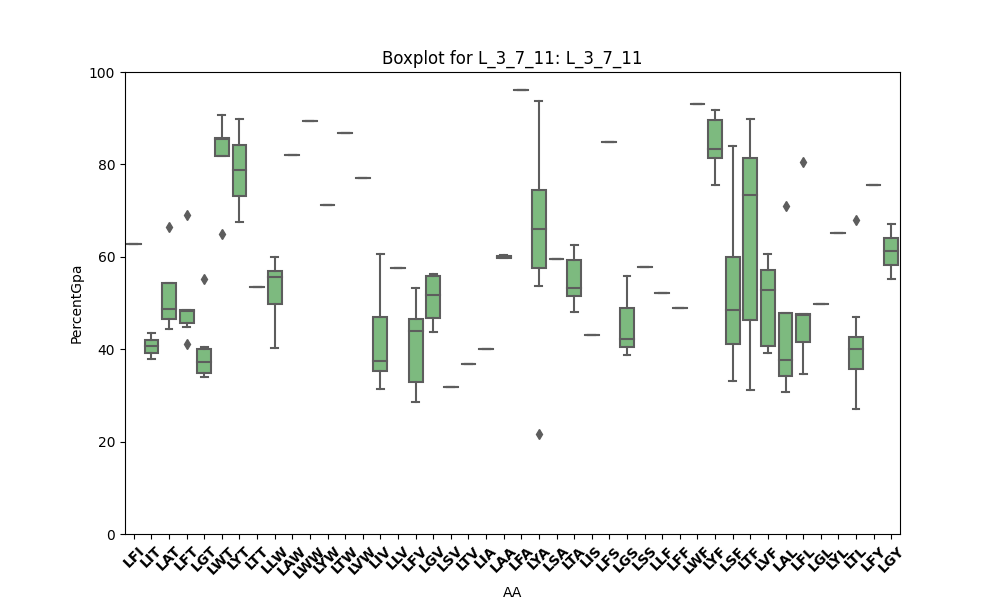 Boxplot for L_3_7_11: L_3_7_11
100
80
60
40
20
0
PercentGpa
LFI LIT LAT LFT LGT LWT LYT LTT LLW LAW LWW LYW LTW LVW LIV LLV LFV LGV LSV LTV LIA LAA LFA LYA LSA LTA LIS LFS LGS LSS LLF LFF LWF LYF LSF LTF LVF LAL LFL LGL LYL LTL LFY LGY
AA